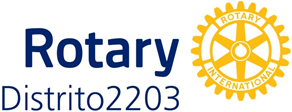 Rotary
Distrito2203
ROTARY
INTERNATIONAL